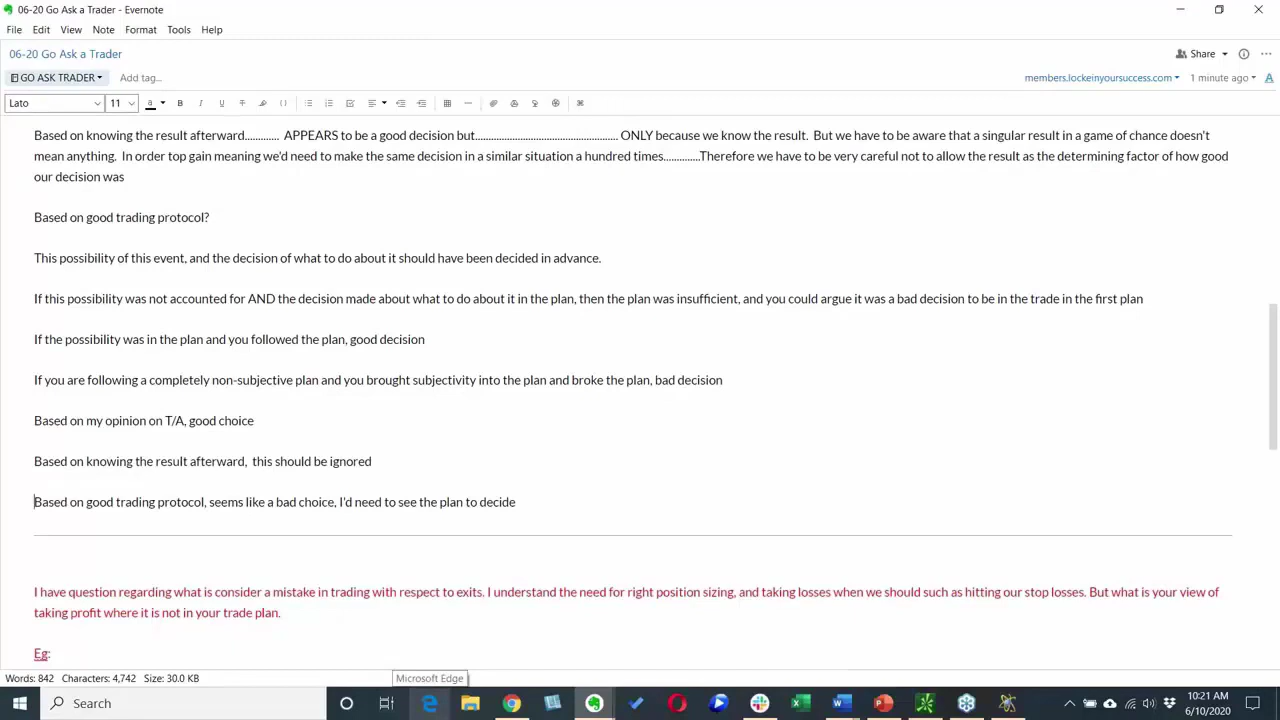 06-20 Go Ask a Trader - Evernote
File Edit View Note Format Tools Help
06-20 Go Ask a Trader
Share
GO ASK TRADER Add tag...
members.lockeinyoursuccess.com 1 minute ago
Lato 11 a B I U T
Based on knowing the result afterward............. APPEARS to be a good decision but..................................................... ONLY because we know the result. But we have to be aware that a singular result in a game of chance doesn't
mean anything. In order top gain meaning we'd need to make the same decision in a similar situation a hundred times..............Therefore we have to be very careful not to allow the result as the determining factor of how good
our decision was
Based on good trading protocol?
This possibility of this event, and the decision of what to do about it should have been decided in advance.
If this possibility was not accounted for AND the decision made about what to do about it in the plan, then the plan was insufficient, and you could argue it was a bad decision to be in the trade in the first plan
If the possibility was in the plan and you followed the plan, good decision
If you are following a completely non-subjective plan and you brought subjectivity into the plan and broke the plan, bad decision
Based on my opinion on T/A, good choice
Based on knowing the result afterward, this should be ignored
Based on good trading protocol, seems like a bad choice, I'd need to see the plan to decide
I have question regarding what is consider a mistake in trading with respect to exits. I understand the need for right position sizing, and taking losses when we should such as hitting our stop losses. But what is your view of
taking profit where it is not in your trade plan.
Eg:
Words: 842 Characters: 4,742 Size: 30.0 KB
Microsoft Edge
Search
10:21 AM
6/10/2020